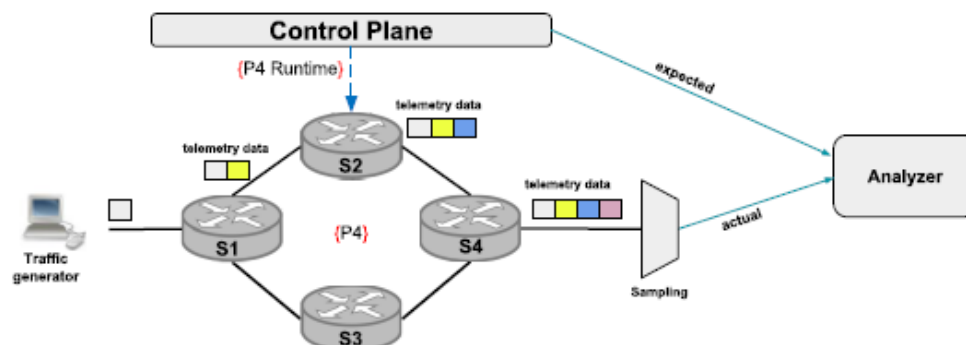 Control Plane
{P4 Runtime}
expected
telemetry data
telemetry data
S2
Analyzer
telemetry data
{P4}
S1
S4
actual
Traffic
generator
Sampling
S3